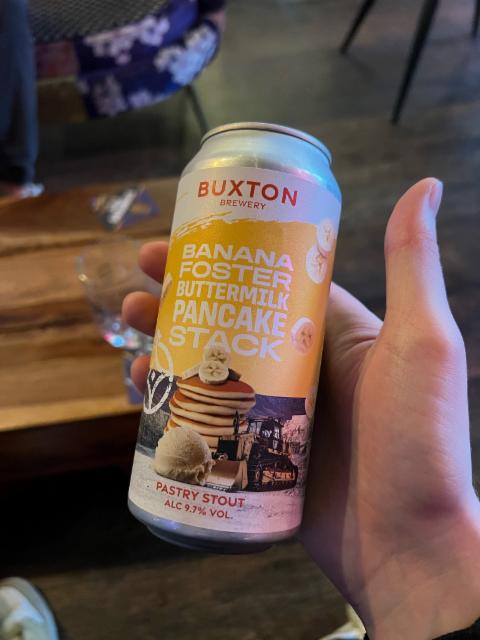 BUXTON
BREWERY
BANANA
FOSTER
BUTTERMILK
PANCAKE
STACK
PASTRY STOUT
ALC 9.7% VOL.